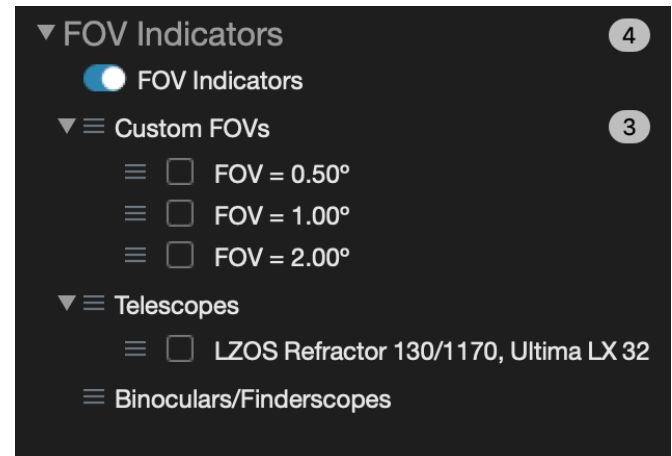 FOV Indicators 4
FOV Indicators
Custom FOVs 3
FOV = 0.50º
FOV = 1.00º
FOV = 2.00º
Telescopes
LZOS Refractor 130/1170, Ultima LX 32
Binoculars/Finderscopes